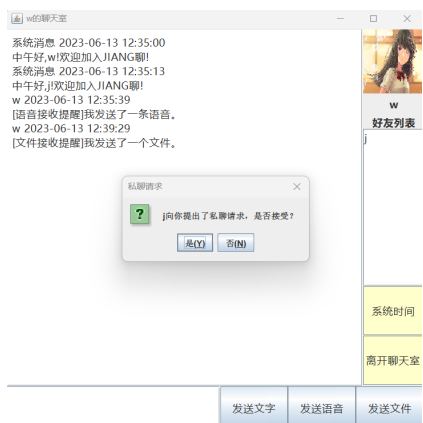 w的聊天室
系统消息 2023-06-13 12:35:00
中午好,w!欢迎加入JIANG聊!
系统消息 2023-06-13 12:35:13
中午好,j!欢迎加入JIANG聊!
w 2023-06-13 12:35:39
[语音接收提醒]我发送了一条语音。
w 2023-06-13 12:39:29
[文件接收提醒]我发送了一个文件。
w
好友列表
j
私聊请求
j向你提出了私聊请求，是否接受？
是(Y)
否(N)
系统时间
离开聊天室
发送文字
发送语音
发送文件